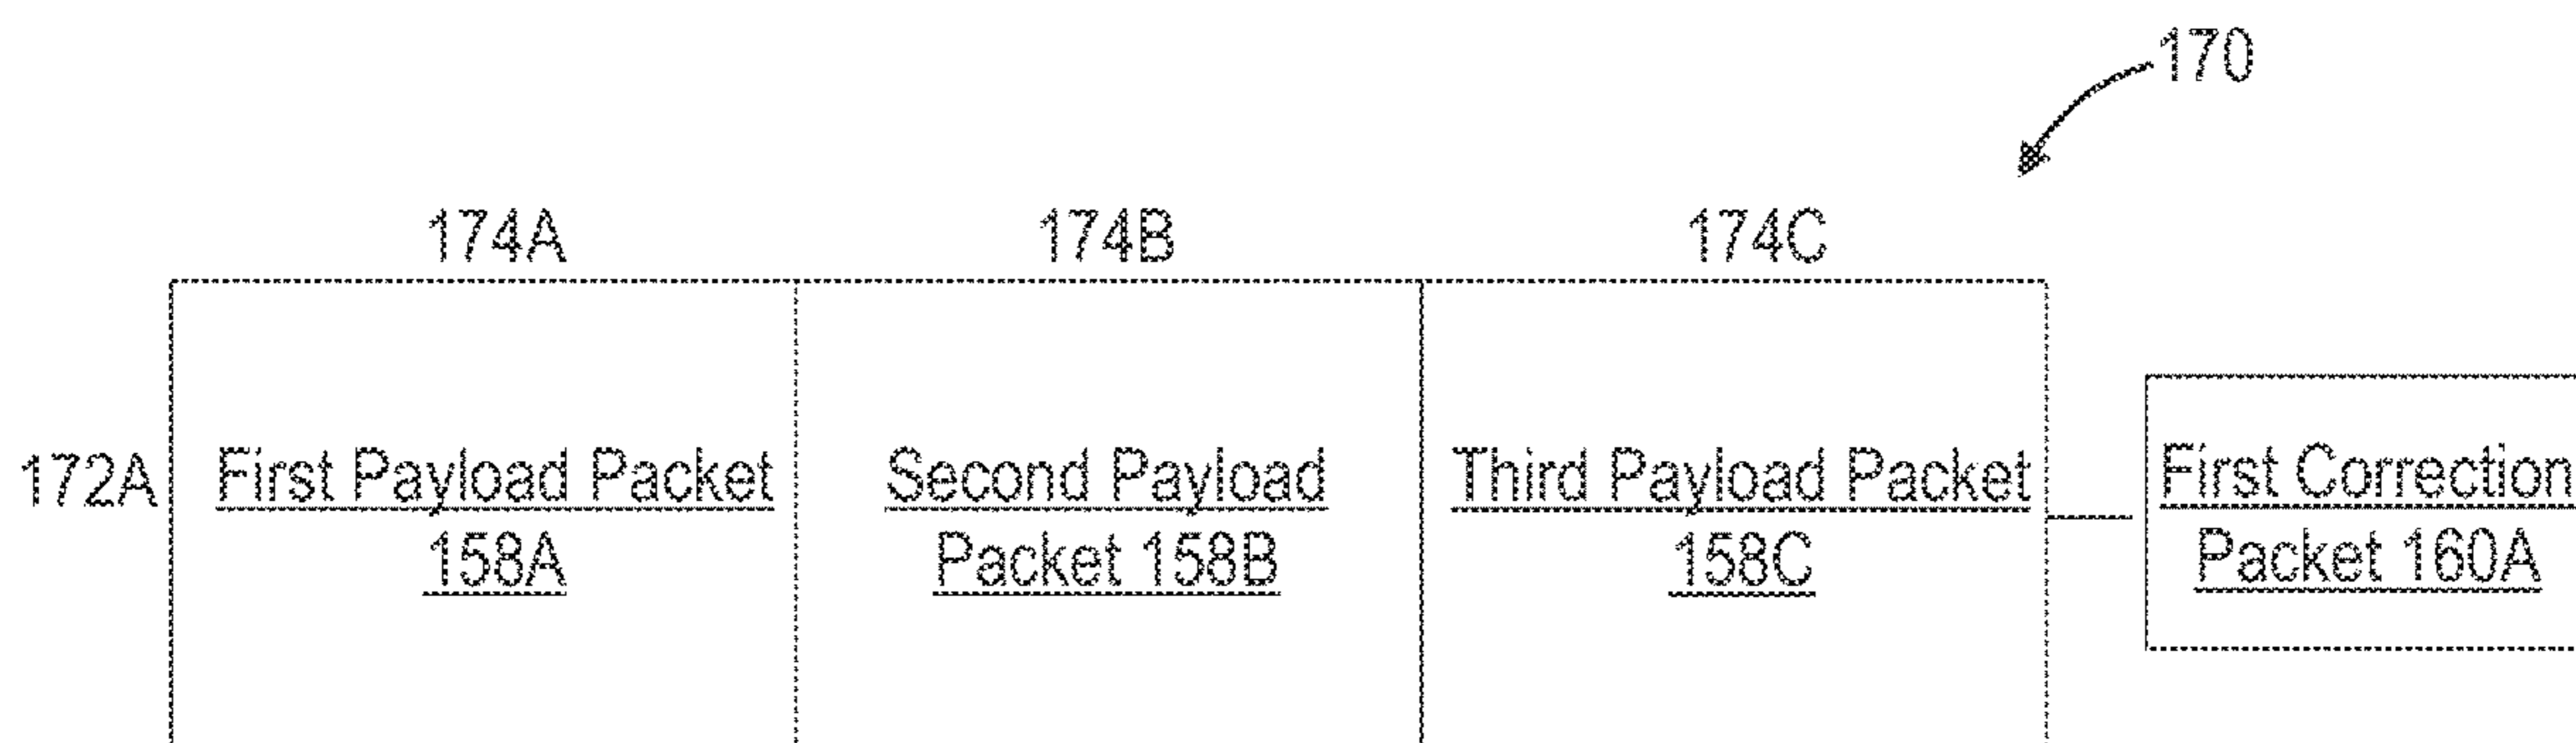 170
174A 174B 174C
172A
First Payload Packet
158A
Second Payload
Packet 158B
Third Payload Packet
158C
First Correction
Packet 160A